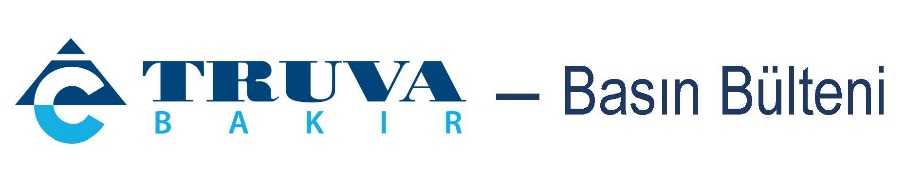 TRUVA
BAKIR
— Basın Bülteni